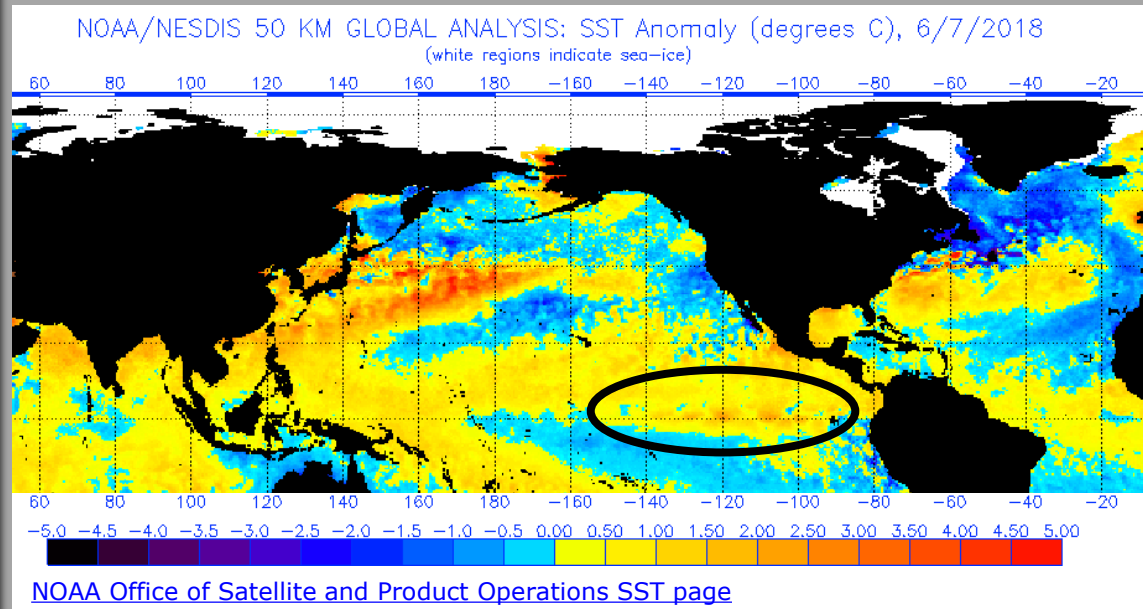 NOAA/NESDIS 50 KM GLOBAL ANALYSIS: SST Anomaly (degrees C), 6/7/2018
(white regions indicate sea-ice)
60 80 100 120 140 160 180 -160 -140 -120 -100 -80 -60 -40 -20
60 80 100 120 140 160 180 -160 -140 -120 -100 -80 -60 -40 -20
-5.0 -4.5 -4.0 -3.5 -3.0 -2.5 -2.0 -1.5 -1.0 -0.5 0.00 0.50 1.00 1.50 2.00 2.50 3.00 3.50 4.00 4.50 5.00
NOAA Office of Satellite and Product Operations SST page